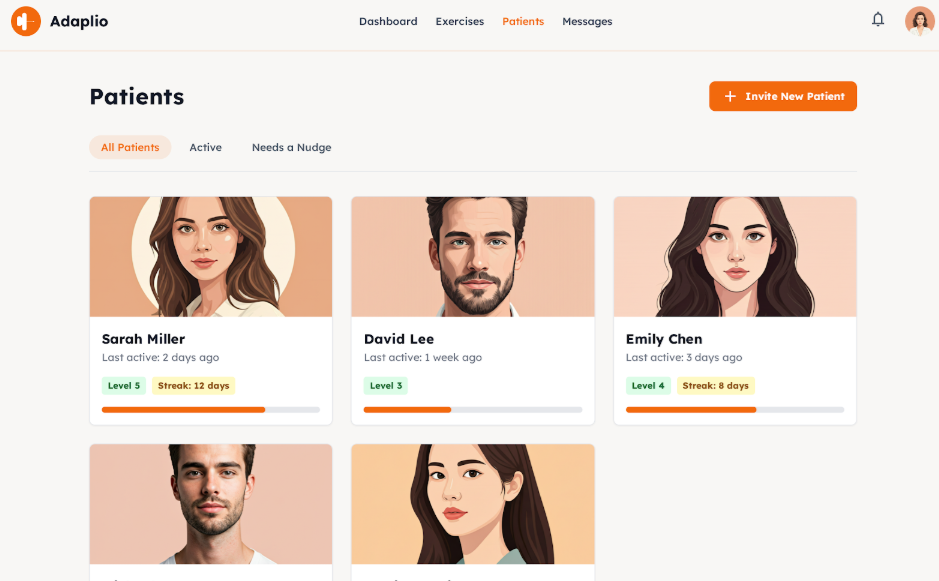 Adaplio
Dashboard Exercises Patients Messages
Patients
Invite New Patient
All Patients Active Needs a Nudge
Sarah Miller
Last active: 2 days ago
Level 5 Streak: 12 days
David Lee
Last active: 1 week ago
Level 3
Emily Chen
Last active: 3 days ago
Level 4 Streak: 8 days